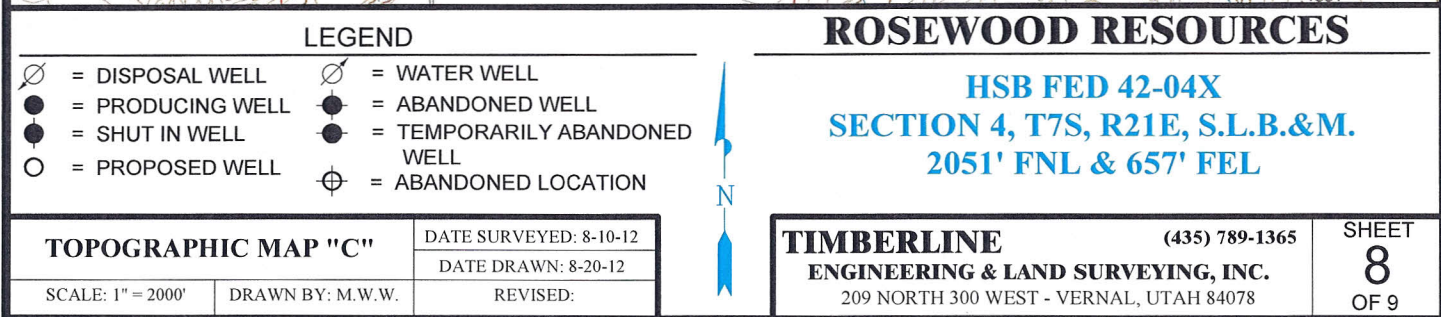 LEGEND
= DISPOSAL WELL
= PRODUCING WELL
= SHUT IN WELL
= PROPOSED WELL
= WATER WELL
= ABANDONED WELL
= TEMPORARILY ABANDONED
WELL
= ABANDONED LOCATION
N
ROSEWOOD RESOURCES
HSB FED 42-04X
SECTION 4, T7S, R21E, S.L.B.&M.
2051' FNL & 657' FEL
TOPOGRAPHIC MAP "C"
DATE SURVEYED: 8-10-12
DATE DRAWN: 8-20-12
SCALE: 1" = 2000'
DRAWN BY: M.W.W.
REVISED:
TIMBERLINE (435) 789-1365
ENGINEERING & LAND SURVEYING, INC.
209 NORTH 300 WEST - VERNAL, UTAH 84078
SHEET
8
OF 9